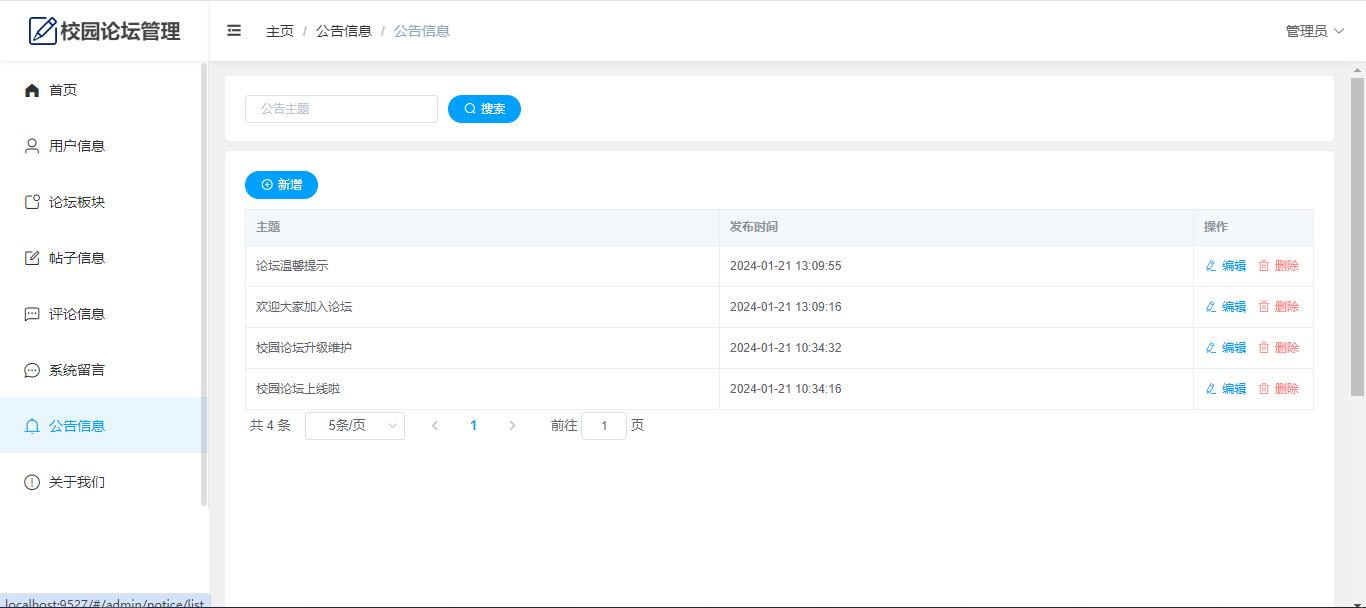 校园论坛管理
主页 / 公告信息 / 公告信息
管理员
首页
用户信息
论坛板块
帖子信息
评论信息
系统留言
公告信息
关于我们
公告主题
搜索
新增
主题 发布时间 操作
论坛温馨提示 2024-01-21 13:09:55 编辑 删除
欢迎大家加入论坛 2024-01-21 13:09:16 编辑 删除
校园论坛升级维护 2024-01-21 10:34:32 编辑 删除
校园论坛上线啦 2024-01-21 10:34:16 编辑 删除
共 4 条 5条/页 1 前往 1 页
localhost:9527/#/admin/notice/list